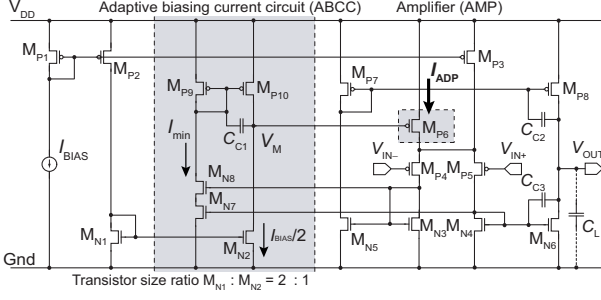 Adaptive biasing current circuit (ABCC) Amplifier (AMP)
V_DD
M_P1 M_P2 M_P3
I_ADP
M_P9 M_P10 M_P7 M_P8
I_min C_C1 V_M M_P6 C_C2
I_BIAS V_IN− V_IN+ V_OUT
M_N8 M_P4 M_P5 C_C3
M_N7
M_N1 M_N2 I_BIAS/2 M_N5 M_N3 M_N4 M_N6 C_L
Gnd
Transistor size ratio M_N1 : M_N2 = 2 : 1